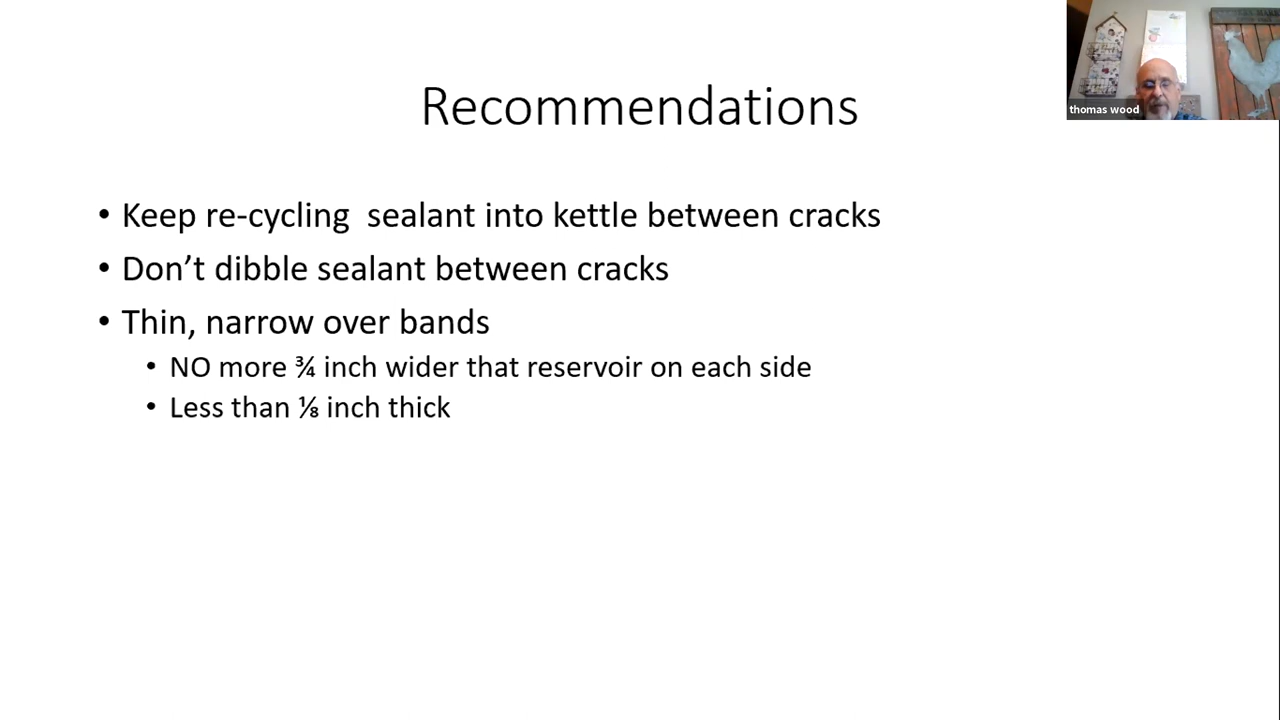 Recommendations
thomas wood
• Keep re-cycling  sealant into kettle between cracks
• Don’t dibble sealant between cracks
• Thin, narrow over bands
• NO more ¾ inch wider that reservoir on each side
• Less than ⅛ inch thick